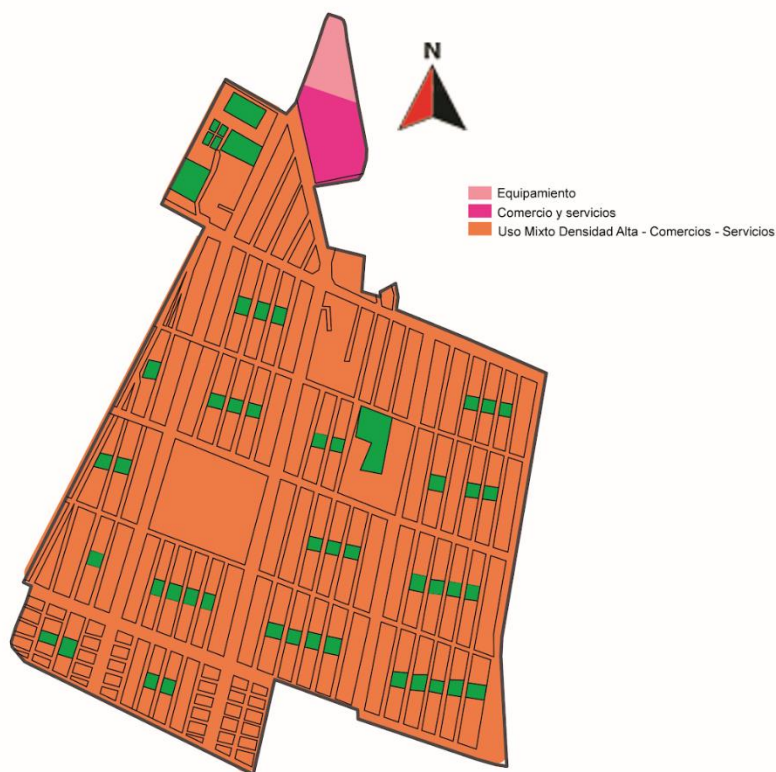 N
Equipamiento
Comercio y servicios
Uso Mixto Densidad Alta - Comercios - Servicios